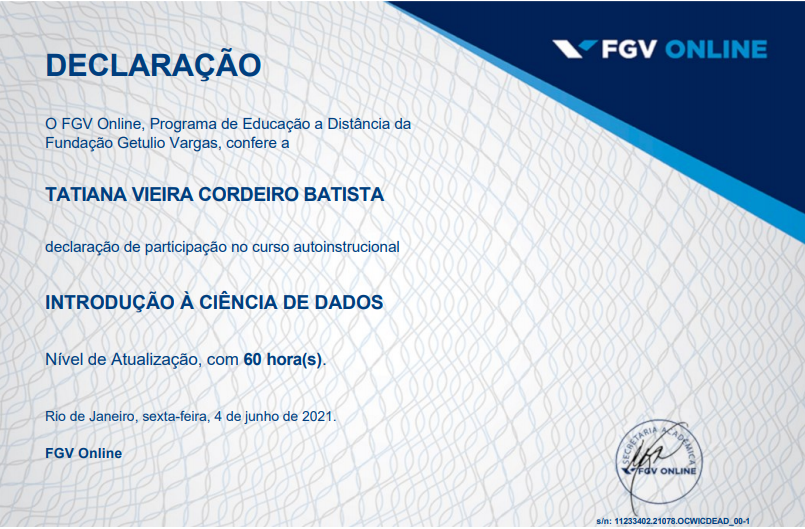 FGV ONLINE
DECLARAÇÃO
O FGV Online, Programa de Educação a Distância da
Fundação Getulio Vargas, confere a
TATIANA VIEIRA CORDEIRO BATISTA
declaração de participação no curso autoinstrucional
INTRODUÇÃO À CIÊNCIA DE DADOS
Nível de Atualização, com 60 hora(s).
Rio de Janeiro, sexta-feira, 4 de junho de 2021.
FGV Online
SECRETARIA ACADÊMICA
FGV ONLINE
s/n: 11233402.21078.OCWICDEAD_00-1